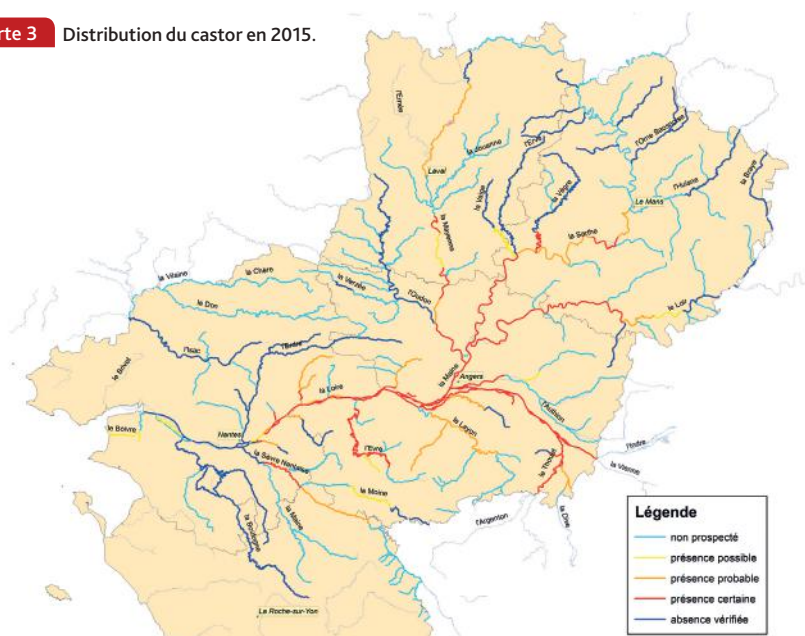 rte 3 Distribution du castor en 2015.
l'Ernée
la Jouanne
l'Erve
l'Orne Saosnoise
Laval
la Vaige
la Vègre
l'Huisne
la Braye
Le Mans
la Mayenne
la Sarthe
la Vilaine
la Chère
la Verzée
le Don
l'Oudon
le Loir
l'Isac
l'Erdre
le Brivet
la Maine
Angers
la Loire
l'Authion
le Boivre
Nantes
le Layon
l'Evre
le Thouet
l'Indre
la Vienne
la Sèvre Nantaise
la Moine
la Maine
la Boulogne
l'Argenton
la Dive
La Roche-sur-Yon
Légende
non prospecté
présence possible
présence probable
présence certaine
absence vérifiée